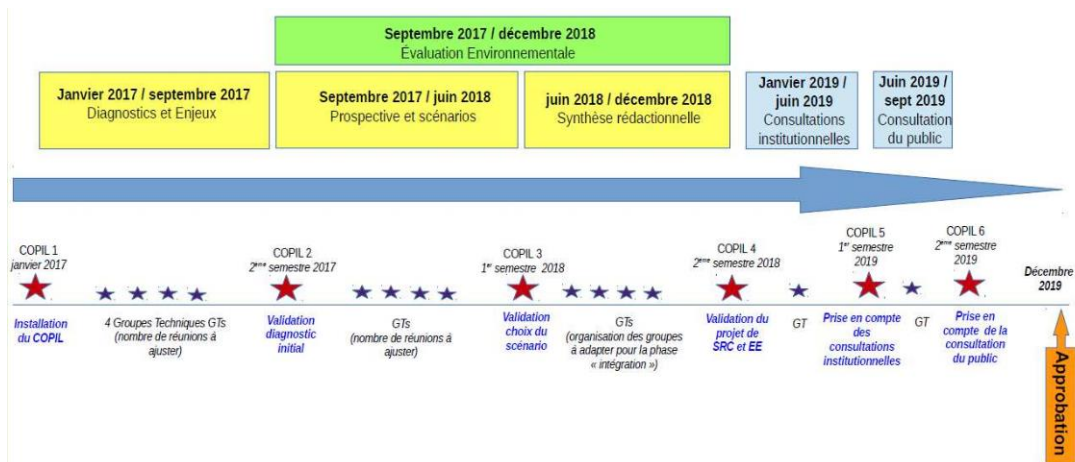 Septembre 2017 / décembre 2018
Évaluation Environnementale
Janvier 2017 / septembre 2017
Diagnostics et Enjeux
Septembre 2017 / juin 2018
Prospective et scénarios
juin 2018 / décembre 2018
Synthèse rédactionnelle
Janvier 2019 /
juin 2019
Consultations
institutionnelles
Juin 2019
/ sept 2019
Consultation
du public
COPIL 1
janvier 2017
COPIL 2
2ème semestre 2017
COPIL 3
1er semestre 2018
COPIL 4
2ème semestre 2018
COPIL 5
1er semestre
2019
COPIL 6
2ème semestre
2019
Décembre
2019
Installation
du COPIL
4 Groupes Techniques GTs
(nombre de réunions à
ajuster)
Validation
diagnostic
initial
GTs
(nombre de réunions à
ajuster)
Validation
choix du
scénario
GTs
(organisation des groupes
à adapter pour la phase
« intégration »)
Validation du
projet de
SRC et EE
GT
Prise en compte
des
consultations
institutionnelles
GT
Prise en
compte de la
consultation
du public
Approbation